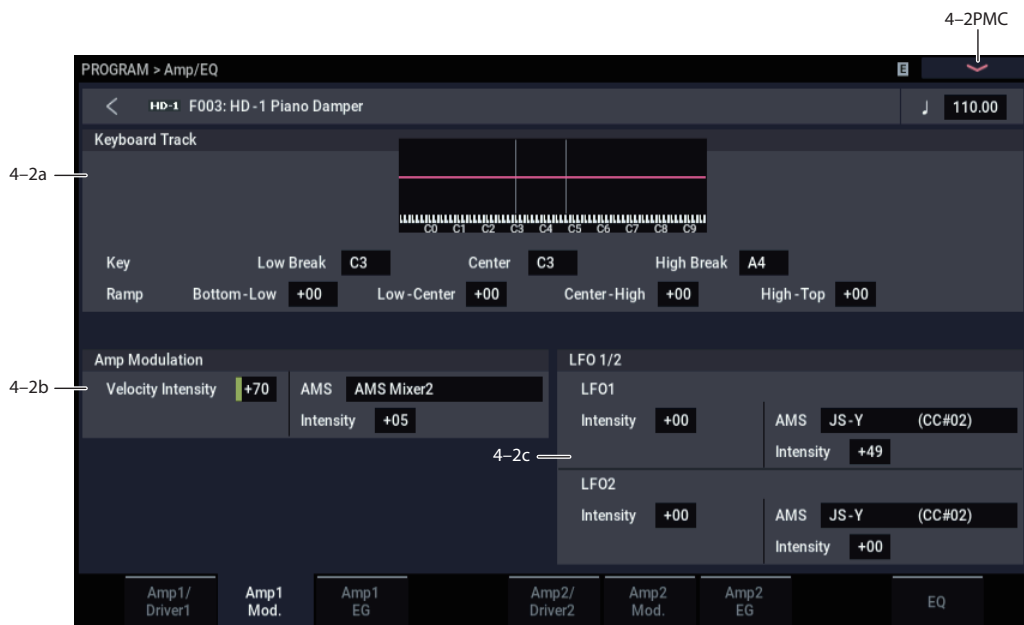 4–2PMC
PROGRAM > Amp/EQ E
HD-1 F003: HD-1 Piano Damper ♩ 110.00
Keyboard Track
4–2a
C0 C1 C2 C3 C4 C5 C6 C7 C8 C9
Key Low Break C3 Center C3 High Break A4
Ramp Bottom-Low +00 Low-Center +00 Center-High +00 High-Top +00
Amp Modulation
4–2b
Velocity Intensity +70 AMS AMS Mixer2
Intensity +05
LFO 1/2
LFO1
Intensity +00 AMS JS-Y (CC#02)
Intensity +49
4–2c
LFO2
Intensity +00 AMS JS-Y (CC#02)
Intensity +00
Amp1/
Driver1
Amp1
Mod.
Amp1
EG
Amp2/
Driver2
Amp2
Mod.
Amp2
EG
EQ